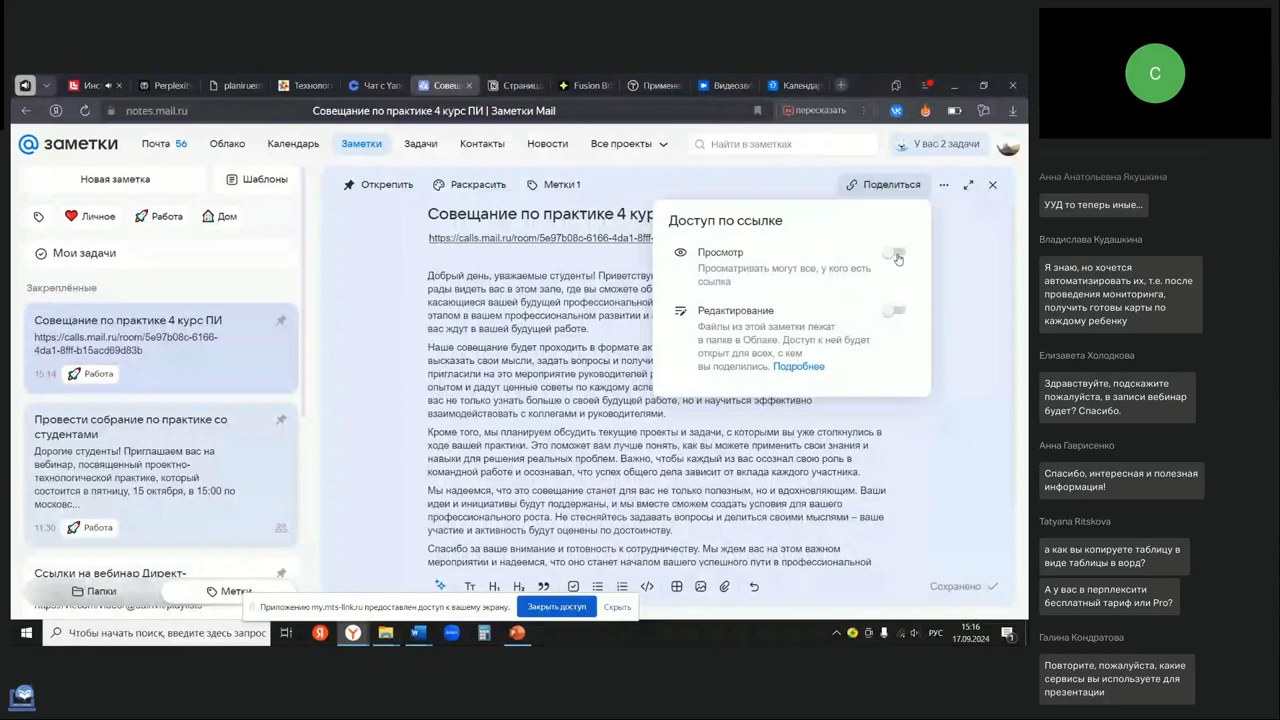 Инс
Perplexit
planiruem
Технолог
Чат с Yan
Совещ
Страниц
Fusion Br
Примене
Видеозв
Календа
notes.mail.ru
Совещание по практике 4 курс ПИ | Заметки Mail
пересказать
заметки
Почта 56
Облако
Календарь
Заметки
Задачи
Контакты
Новости
Все проекты
Найти в заметках
У вас 2 задачи
Новая заметка
Шаблоны
Личное
Работа
Дом
Мои задачи
Закреплённые
Совещание по практике 4 курс ПИ
https://calls.mail.ru/room/5e97b08c-6166-
4da1-8fff-b15acd69d83b
15:14 Работа
Провести собрание по практике со
студентами
Дорогие студенты! Приглашаем вас на
вебинар, посвященный проектно-
технологической практике, который
состоится в пятницу, 15 октября, в 15:00 по
московс...
11:30 Работа
Ссылки на вебинар Директ-
Папки
Метки
Закрепить
Раскрасить
Метки 1
Поделиться
Совещание по практике 4 кур
https://calls.mail.ru/room/5e97b08c-6166-4da1-8fff-
Добрый день, уважаемые студенты! Приветству
рады видеть вас в этом зале, где вы сможете об
касающиеся вашей будущей профессиональной
этапом в вашем профессиональном развитии и
вас ждут в вашей будущей работе.
Наше совещание будет проходить в формате ак
высказать свои мысли, задать вопросы и получи
пригласили на это мероприятие руководителей
опытом и дадут ценные советы по каждому аспе
вас не только узнать больше о своей будущей работе, но и научиться эффективно
взаимодействовать с коллегами и руководителями.
Кроме того, мы планируем обсудить текущие проекты и задачи, с которыми вы уже столкнулись в
ходе вашей практики. Это поможет вам лучше понять, как вы можете применить свои знания и
навыки для решения реальных проблем. Важно, чтобы каждый из вас осознал свою роль в
командной работе и осознавал, что успех общего дела зависит от вклада каждого участника.
Мы надеемся, что это совещание станет для вас не только полезным, но и вдохновляющим. Ваши
идеи и инициативы будут поддержаны, и мы вместе сможем создать условия для вашего
профессионального роста. Не стесняйтесь задавать вопросы и делиться своими мыслями – ваше
участие и активность будут оценены по достоинству.
Спасибо за ваше внимание и готовность к сотрудничеству. Мы ждем вас на этом важном
мероприятии и надеемся, что оно станет началом вашего успешного пути в профессиональной
Доступ по ссылке
Просмотр
Просматривать могут все, у кого есть
ссылка
Редактирование
Файлы из этой заметки лежат
в папке в Облаке. Доступ к ней будет
открыт для всех, с кем
вы поделились. Подробнее
Tт H₁ H₂
Сохранено
Приложению my.mts-link.ru предоставлен доступ к вашему экрану.
Закрыть доступ
Скрыть
Чтобы начать поиск, введите здесь запрос
РУС
15:16
17.09.2024
C
Анна Анатольевна Якушкина
УУД то теперь иные...
Владислава Кудашкина
Я знаю, но хочется
автоматизировать их, т.е. после
проведения мониторинга,
получить готовы карты по
каждому ребенку
Елизавета Холодкова
Здравствуйте, подскажите
пожалуйста, в записи вебинар
будет? Спасибо.
Анна Гаврисенко
Спасибо, интересная и полезная
информация!
Tatyana Ritskova
а как вы копируете таблицу в
виде таблицы в ворд?
А у вас в перплексити
бесплатный тариф или Pro?
Галина Кондратова
Повторите, пожалуйста, какие
сервисы вы используете для
презентации